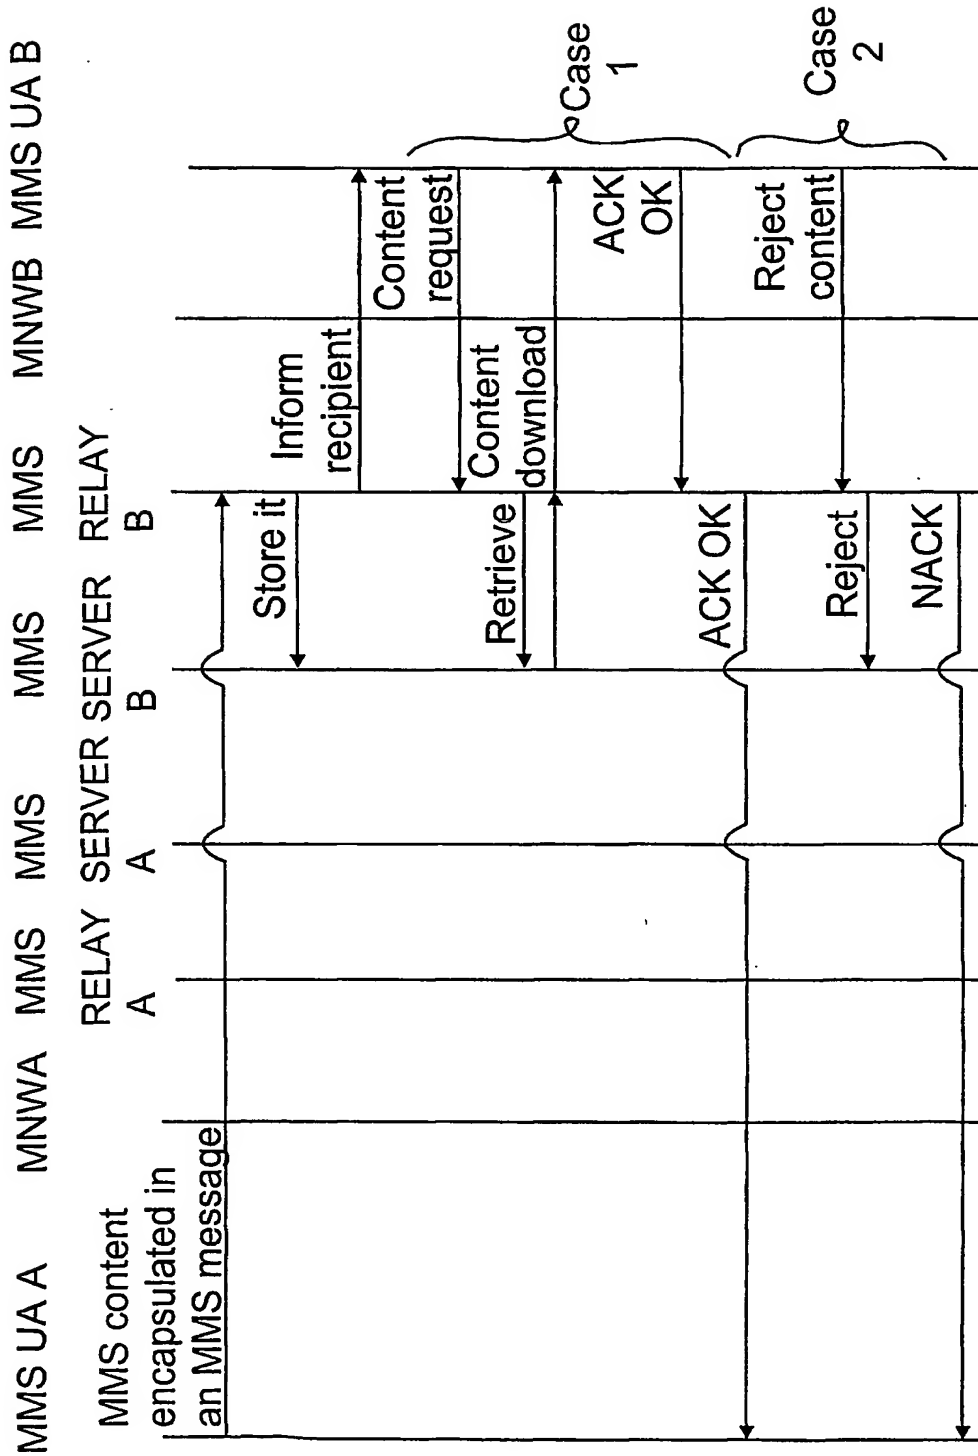 MMS UA A MNWA MMS MMS MMS MMS MNWB MMS UA B
RELAY SERVER SERVER RELAY
A A B B
MMS content
encapsulated in
an MMS message
Store it
Inform
recipient
Content
request
Retrieve
Content
download
ACK
OK
ACK OK
Case
1
Reject
content
Reject
NACK
Case
2